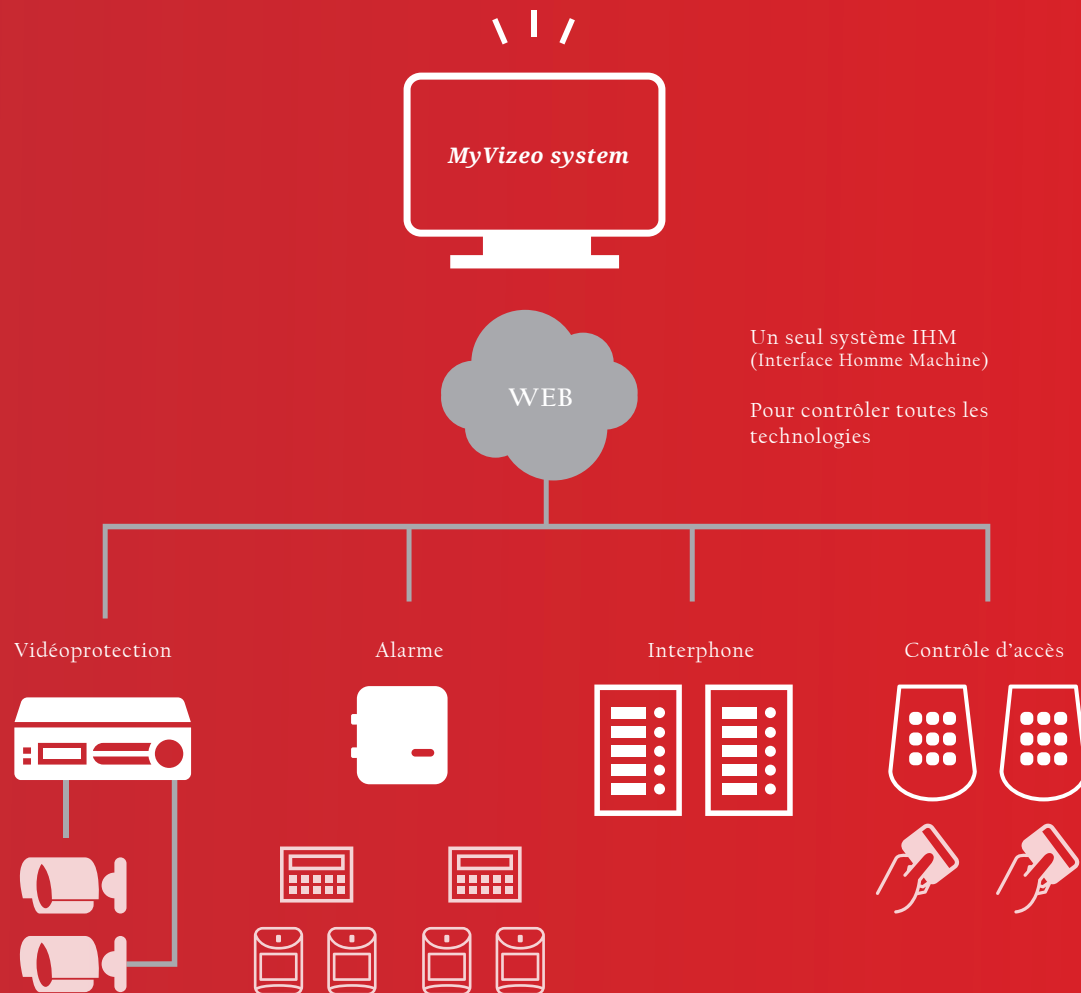 MyVizeo system
WEB
Un seul système IHM
(Interface Homme Machine)
Pour contrôler toutes les
technologies
Vidéoprotection
Alarme
Interphone
Contrôle d’accès